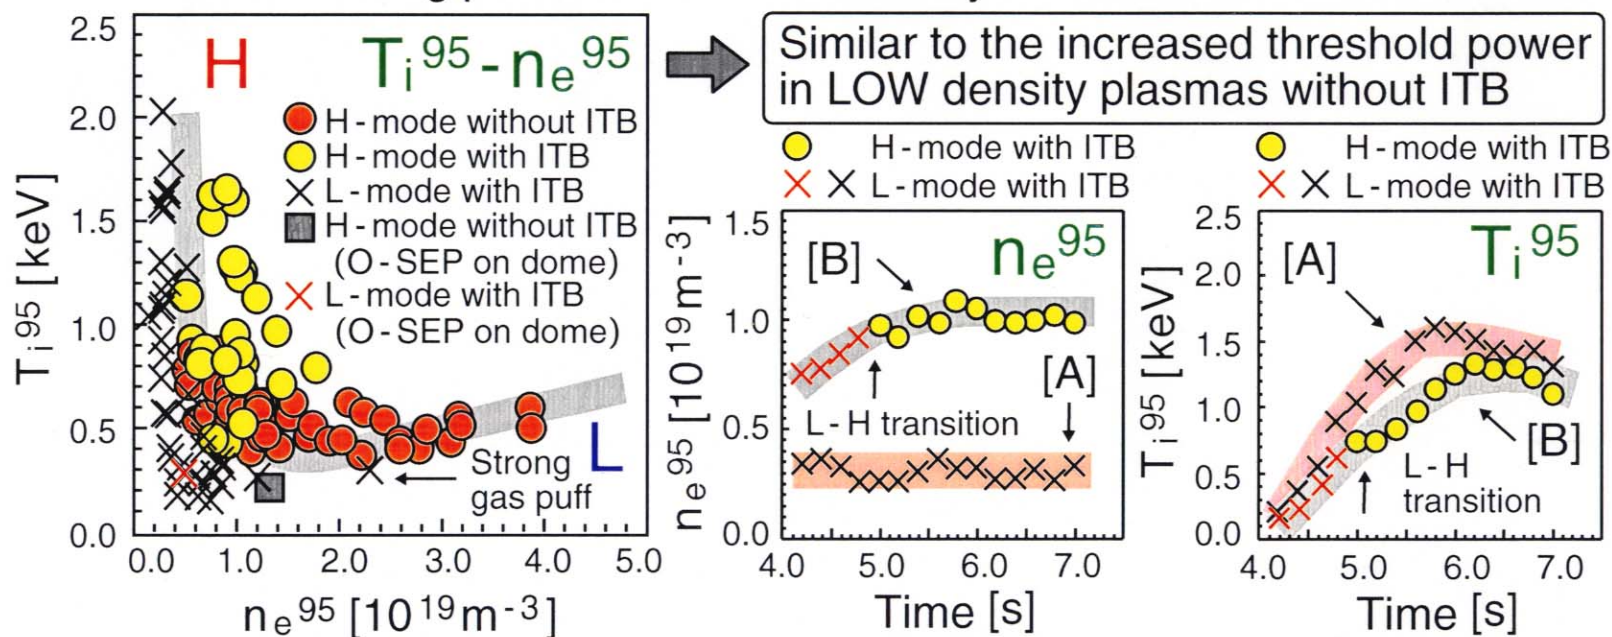 Similar to the increased threshold power
in LOW density plasmas without ITB
H
Ti95 - ne95
H-mode without ITB
H-mode with ITB
L-mode with ITB
H-mode without ITB
(O-SEP on dome)
L-mode with ITB
(O-SEP on dome)
Strong
gas puff
L
2.5
2.0
1.5
1.0
0.5
0.0
Ti95 [keV]
0.0 1.0 2.0 3.0 4.0 5.0
ne95 [10 19 m-3]
H-mode with ITB
L-mode with ITB
[B]
ne95
[A]
L-H transition
1.5
1.0
0.5
0.0
ne95 [10 19 m-3]
4.0 5.0 6.0 7.0
Time [s]
H-mode with ITB
L-mode with ITB
[A]
Ti95
[B]
L-H
transition
2.5
2.0
1.5
1.0
0.5
0.0
Ti95 [keV]
4.0 5.0 6.0 7.0
Time [s]